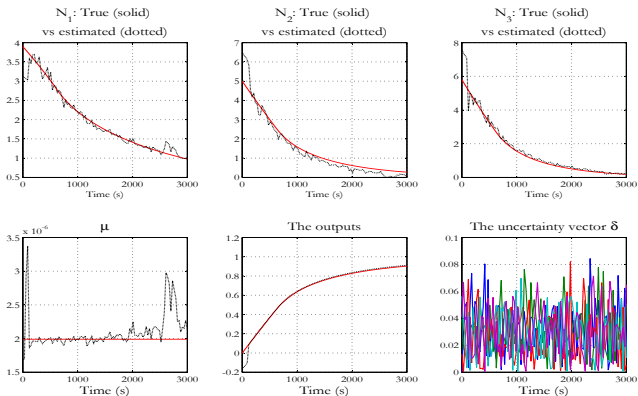 N₁: True (solid)
vs estimated (dotted)
4
3.5
3
2.5
2
1.5
1
0.5
0 1000 2000 3000
Time (s)
N₂: True (solid)
vs estimated (dotted)
7
6
5
4
3
2
1
0
0 1000 2000 3000
Time (s)
N₃: True (solid)
vs estimated (dotted)
8
6
4
2
0
0 1000 2000 3000
Time (s)
μ
x 10⁻⁶
3.5
3
2.5
2
1.5
0 1000 2000 3000
Time (s)
The outputs
1.2
1
0.8
0.6
0.4
0.2
0
-0.2
0 1000 2000 3000
Time (s)
The uncertainty vector δ
0.1
0.08
0.06
0.04
0.02
0
0 1000 2000 3000
Time (s)